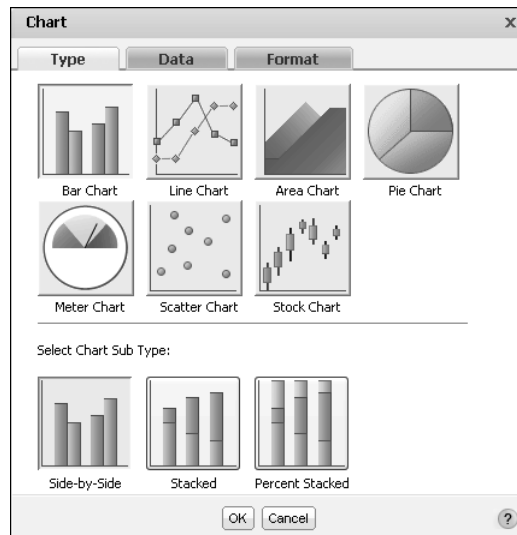 Chart x
Type Data Format
Bar Chart Line Chart Area Chart Pie Chart
Meter Chart Scatter Chart Stock Chart
Select Chart Sub Type:
Side-by-Side Stacked Percent Stacked
OK Cancel ?